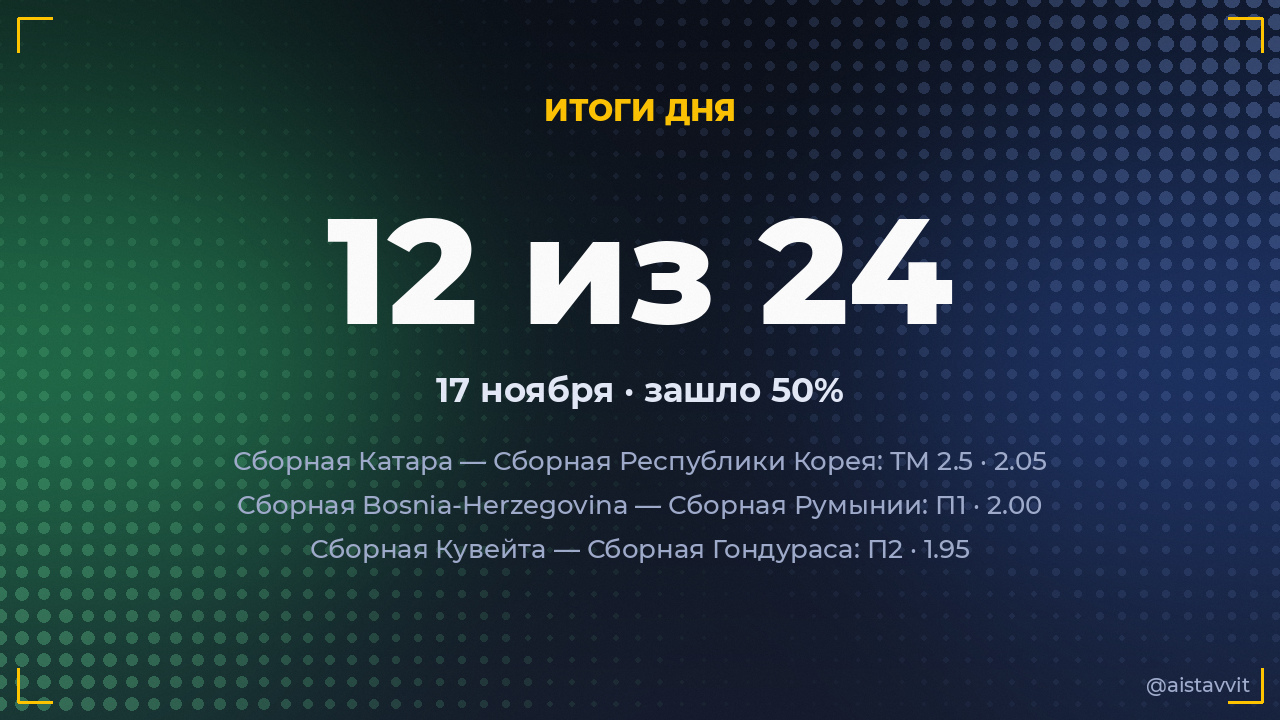 ИТОГИ ДНЯ
12 из 24
17 ноября · зашло 50%
Сборная Катара — Сборная Республики Корея: ТМ 2.5 · 2.05
Сборная Bosnia-Herzegovina — Сборная Румынии: П1 · 2.00
Сборная Кувейта — Сборная Гондураса: П2 · 1.95
@aistavvit